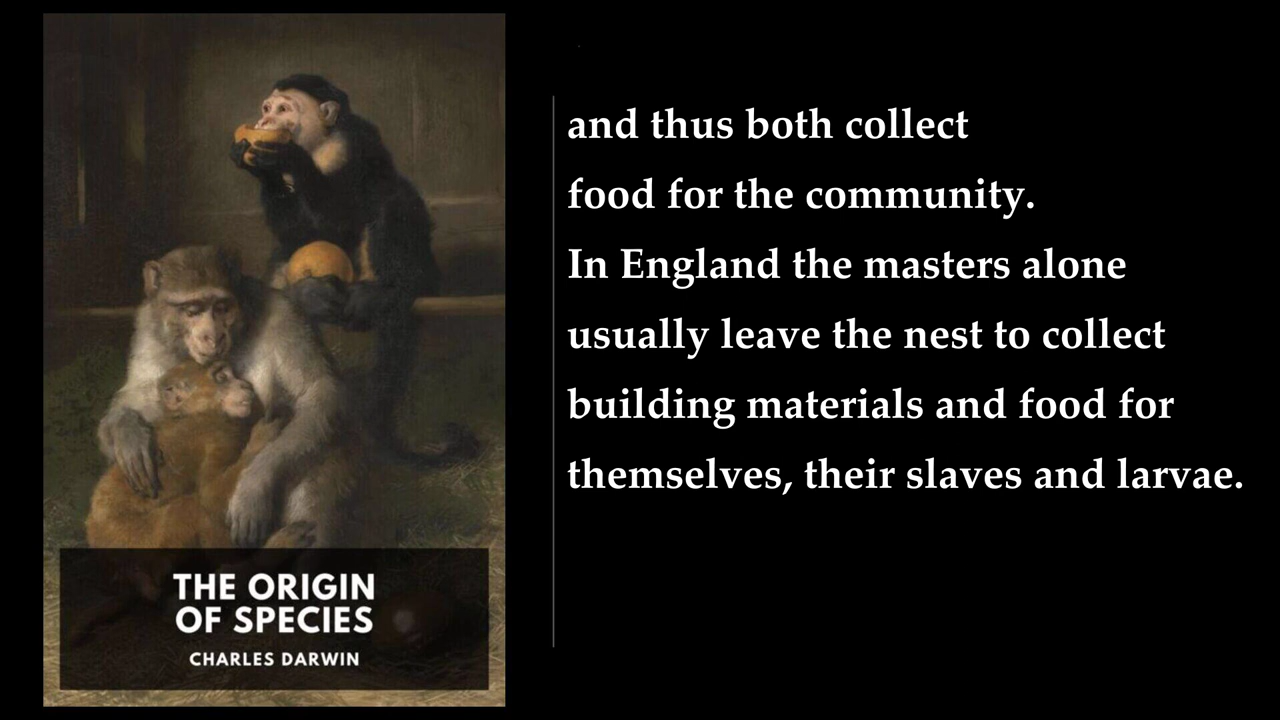 THE ORIGIN
OF SPECIES
CHARLES DARWIN
and thus both collect
food for the community.
In England the masters alone
usually leave the nest to collect
building materials and food for
themselves, their slaves and larvae.